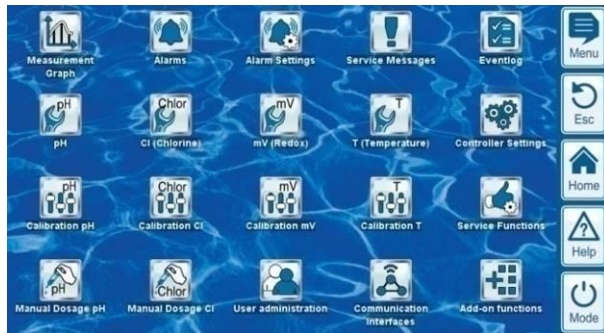 Measurement
Graph
Alarms
Alarm Settings
Service Messages
Eventlog
Menu
pH
pH
Chlor
Cl (Chlorine)
mV
mV (Redox)
T
T (Temperature)
Controller Settings
Esc
Home
pH
Calibration pH
Chlor
Calibration Cl
mV
Calibration mV
T
Calibration T
Service Functions
?
Help
pH
Manual Dosage pH
Chlor
Manual Dosage Cl
User administration
Communication
Interfaces
Add-on functions
Mode